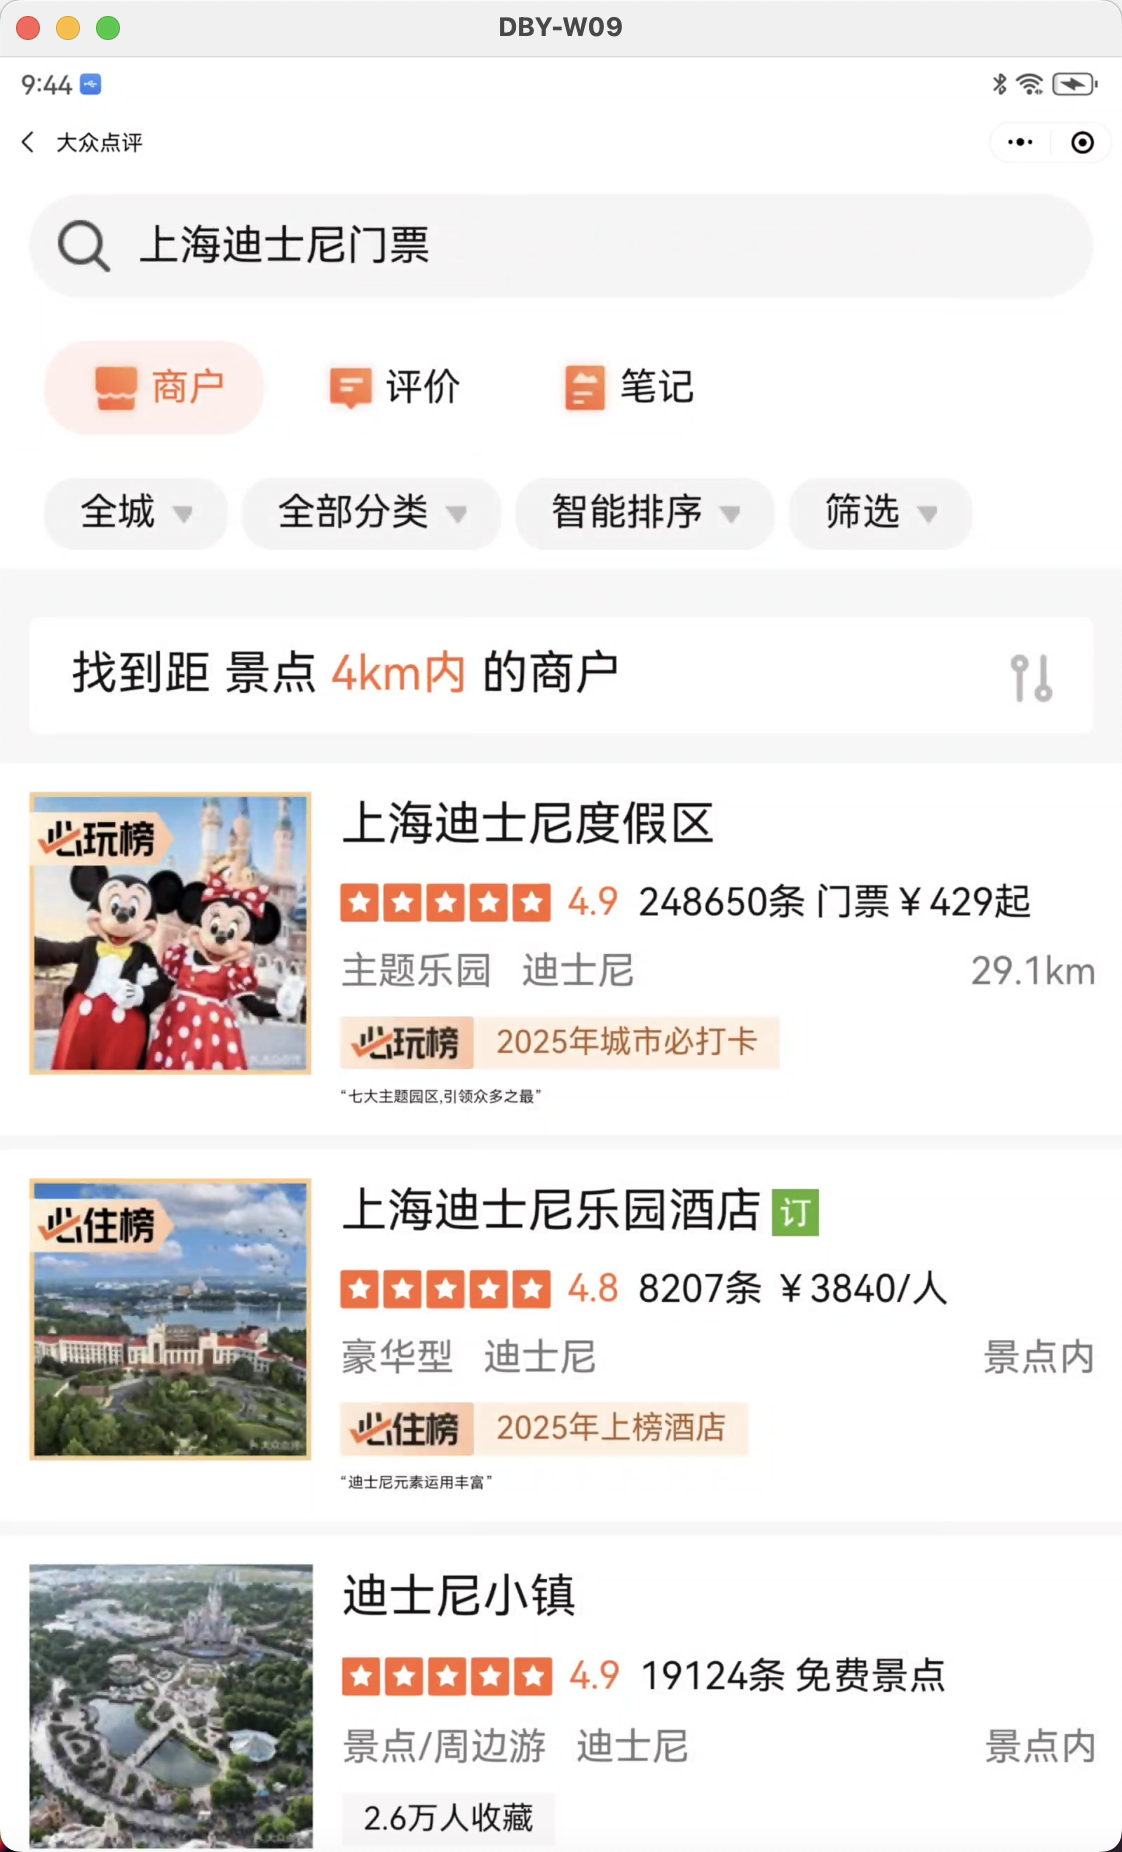 DBY-W09
9:44
大众点评
上海迪士尼门票
商户 评价 笔记
全城 全部分类 智能排序 筛选
找到距 景点 4km内 的商户
必玩榜
上海迪士尼度假区
4.9 248650条 门票¥429起
主题乐园 迪士尼 29.1km
必玩榜 2025年城市必打卡
“七大主题园区,引领众多之最”
必住榜
上海迪士尼乐园酒店 订
4.8 8207条 ¥3840/人
豪华型 迪士尼 景点内
必住榜 2025年上榜酒店
“迪士尼元素运用丰富”
迪士尼小镇
4.9 19124条 免费景点
景点/周边游 迪士尼 景点内
2.6万人收藏